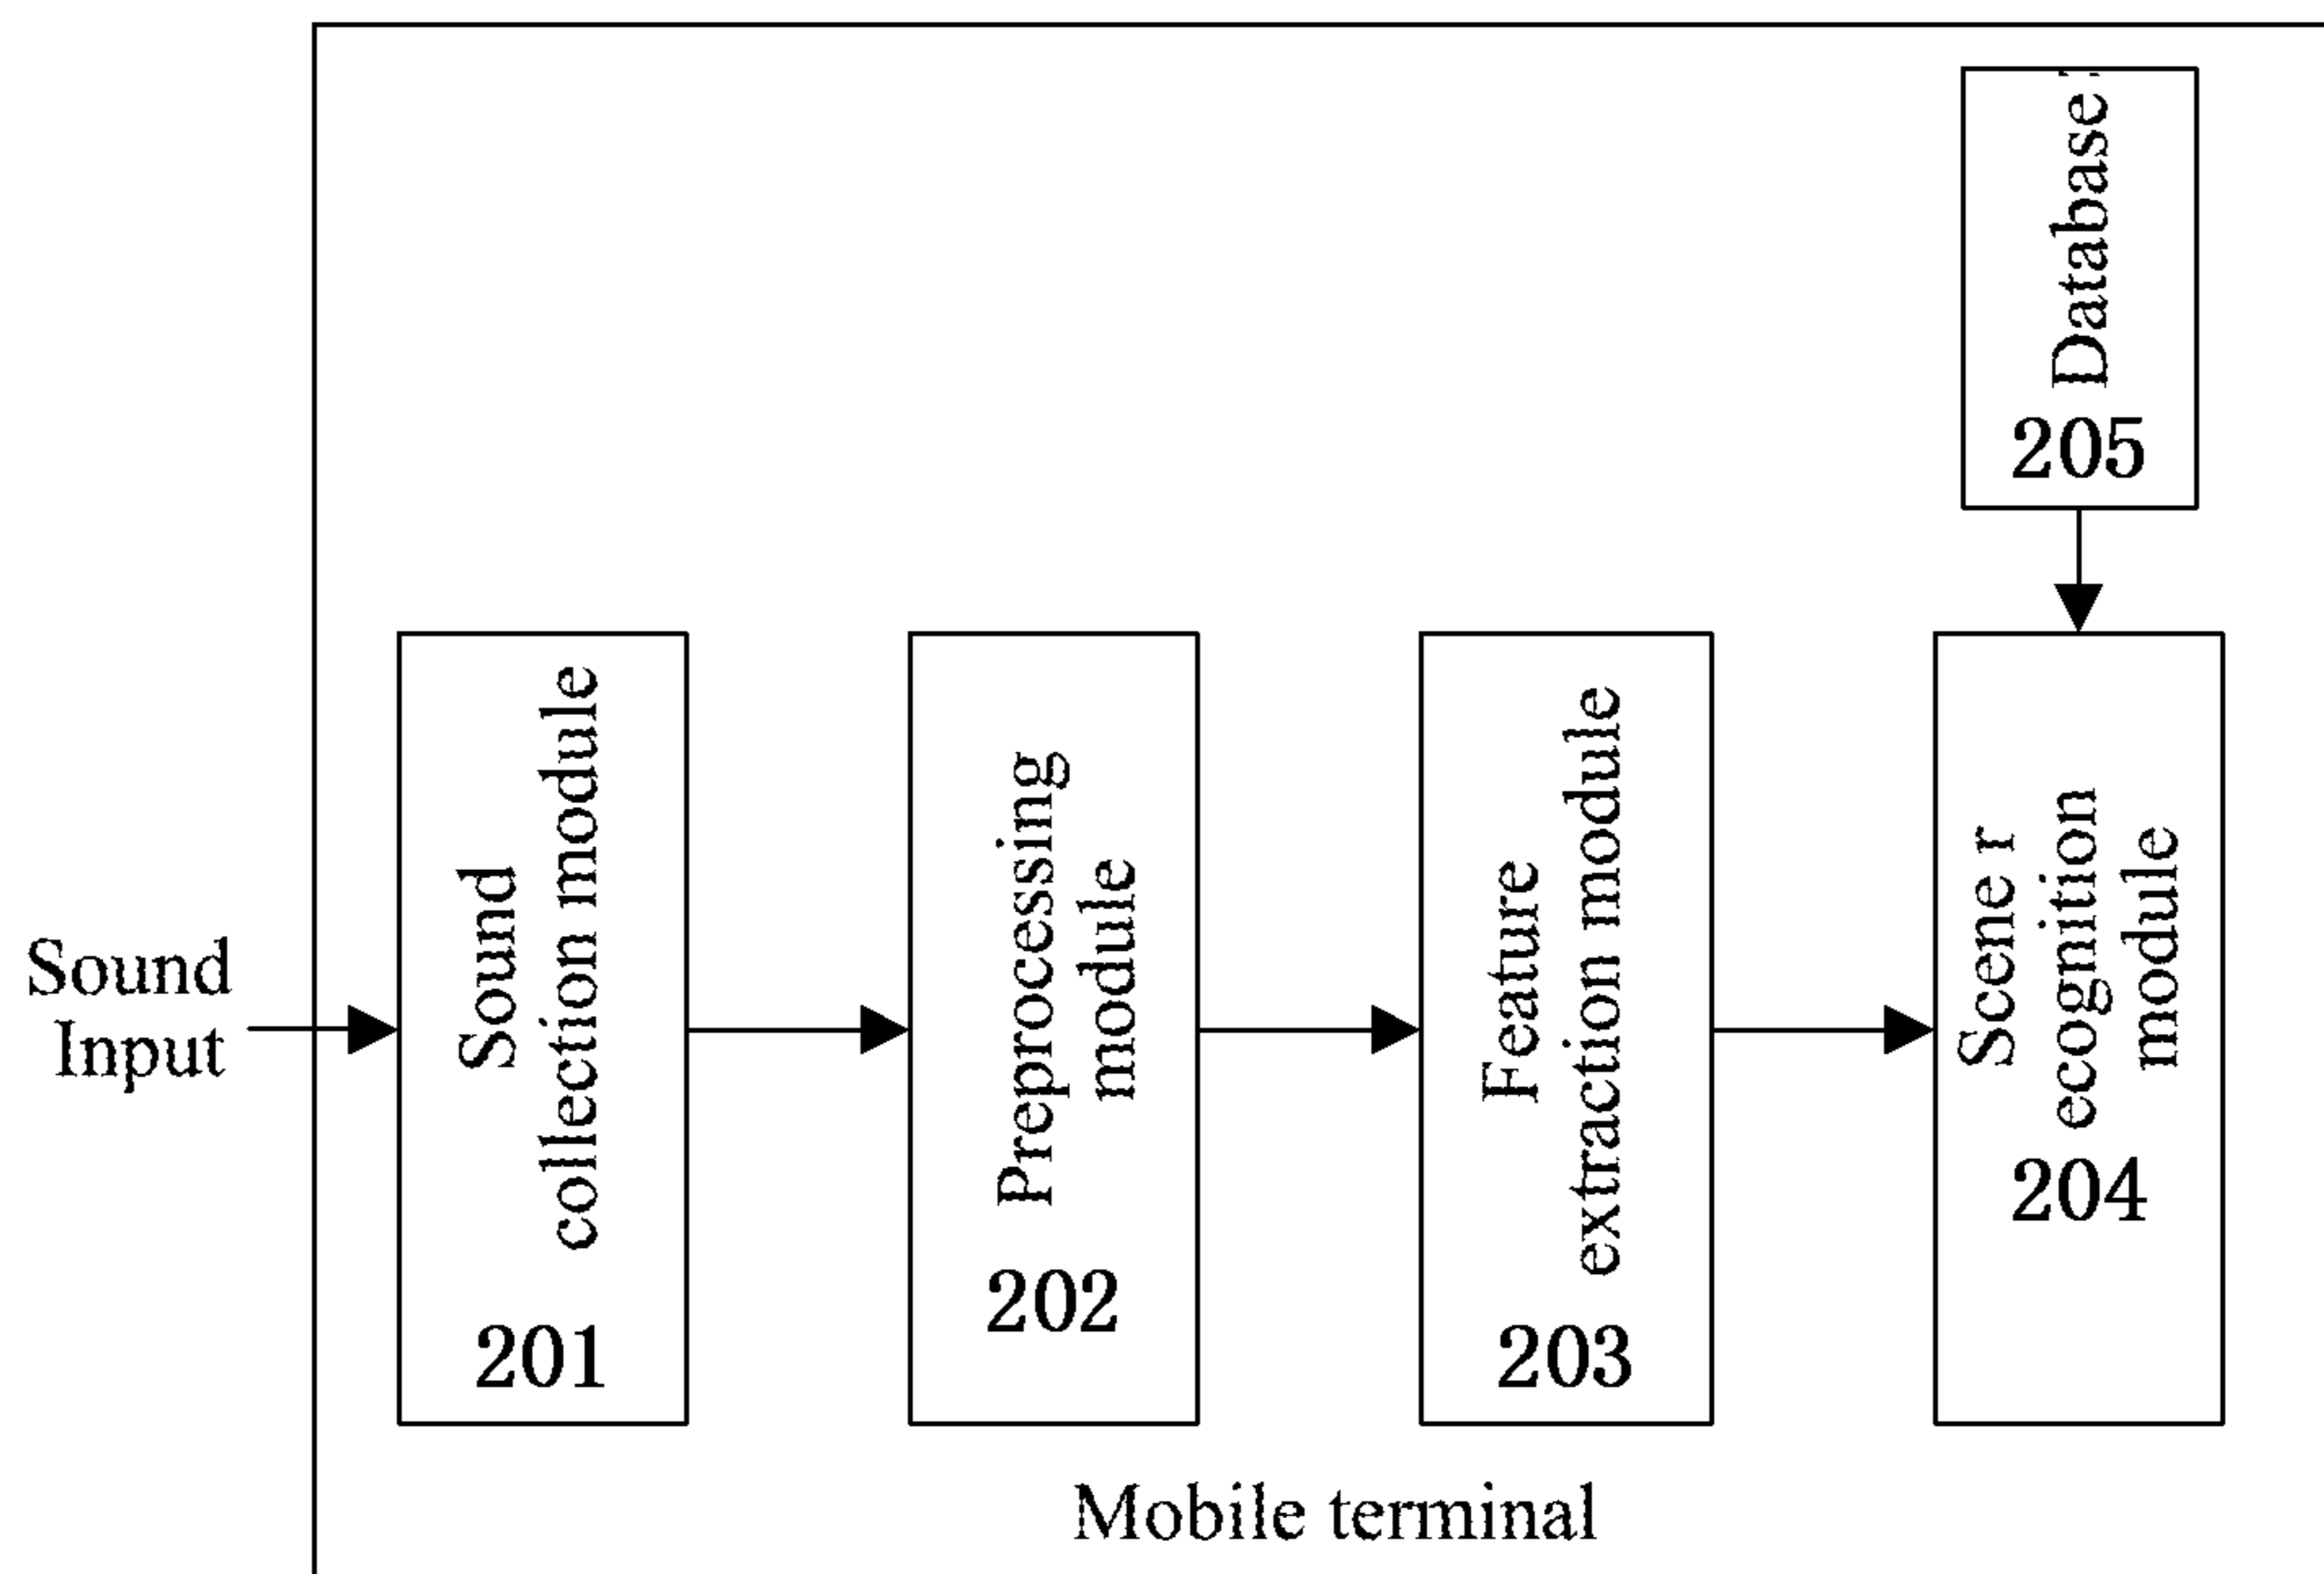 Database
205
Sound
Input
Sound
collection module
201
Preprocessing
module
202
Feature
extraction module
203
Scene r
ecognition
module
204
Mobile terminal